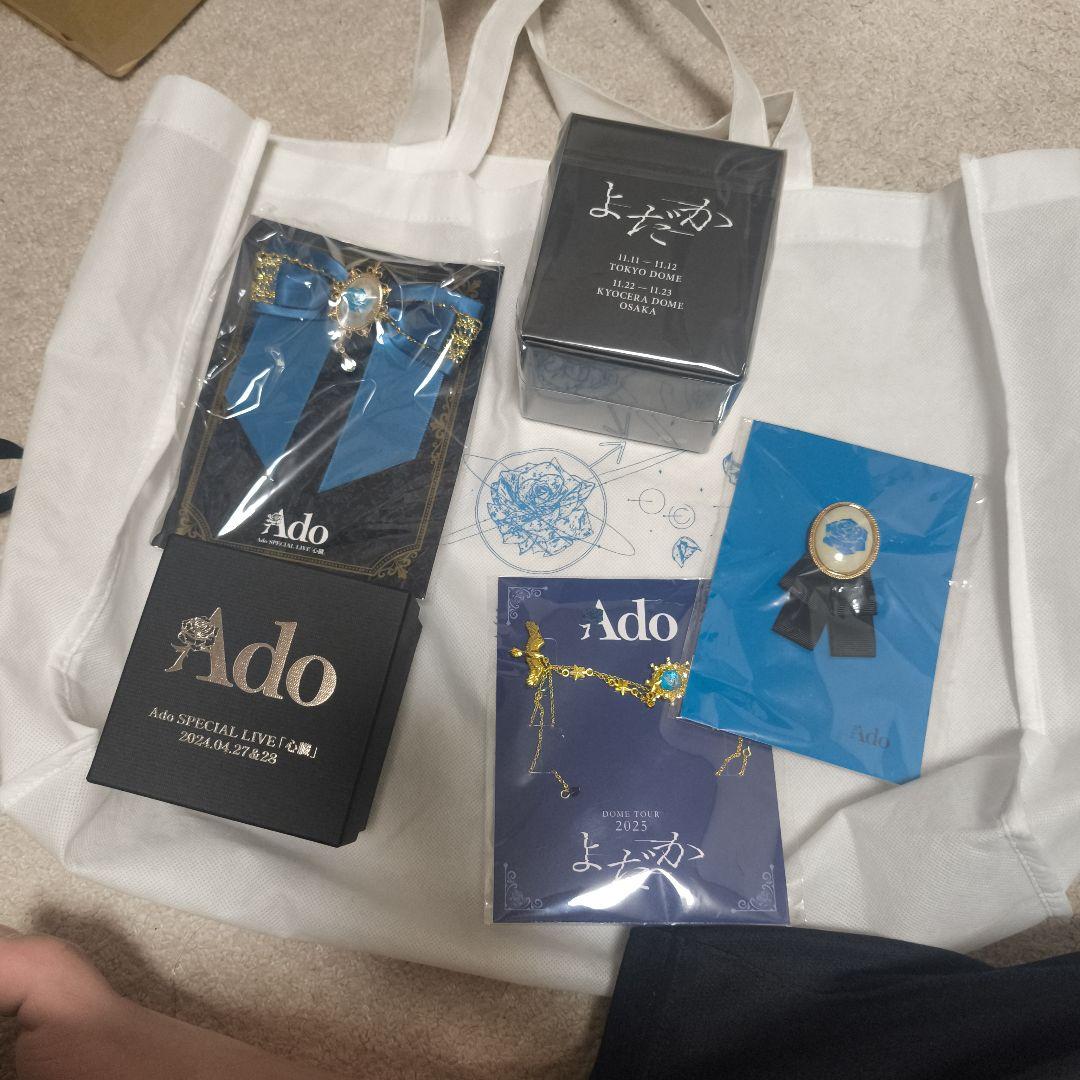 よだか
11.11 — 11.12
TOKYO DOME
11.22 — 11.23
KYOCERA DOME
OSAKA
Ado
Ado SPECIAL LIVE 心臓
Ado
Ado SPECIAL LIVE「心臓」
2024.04.27&28
Ado
DOME TOUR
2025
よだか
Ado